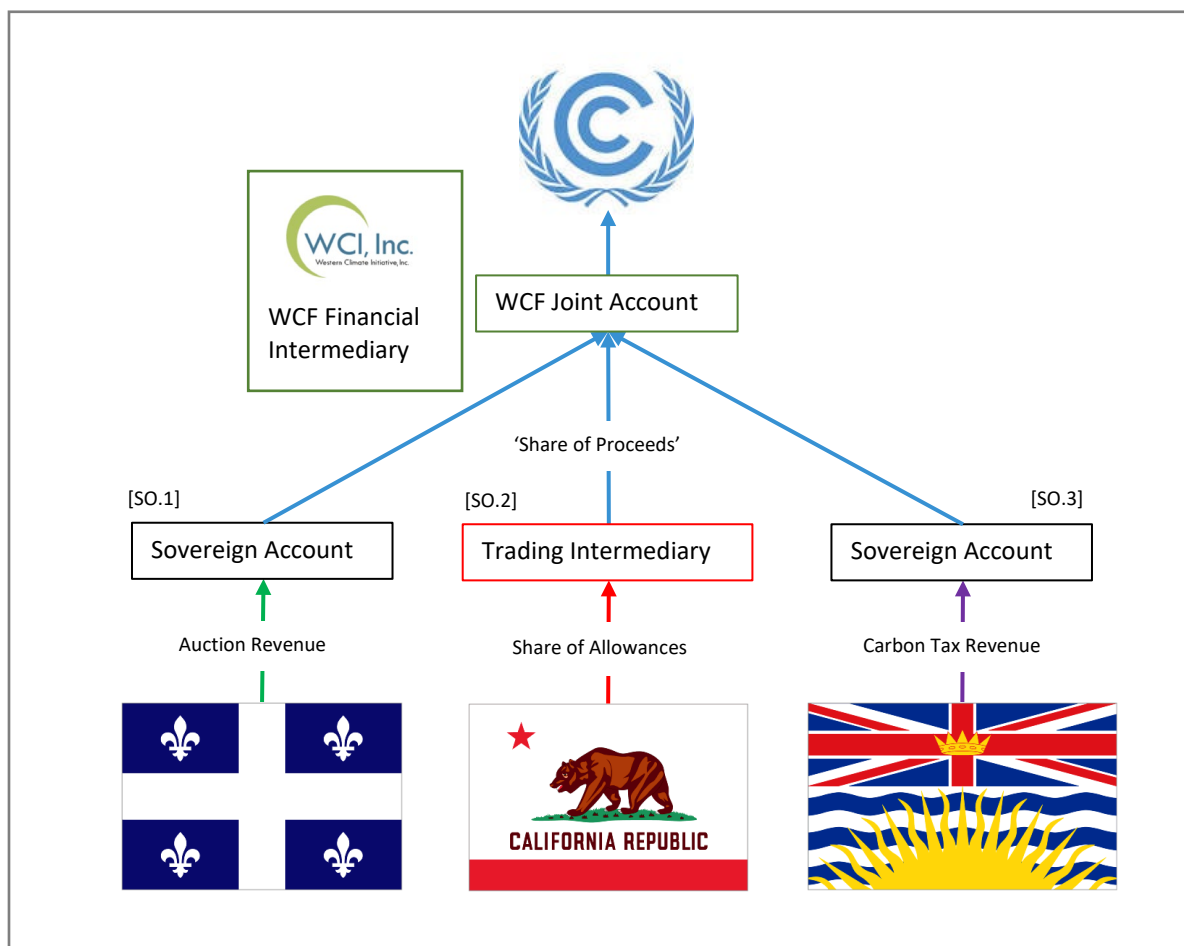 WCI, Inc.
Western Climate Initiative, Inc.
WCF Financial
Intermediary
WCF Joint Account
‘Share of Proceeds’
[SO.1]
[SO.2]
[SO.3]
Sovereign Account
Trading Intermediary
Sovereign Account
Auction Revenue
Share of Allowances
Carbon Tax Revenue
CALIFORNIA REPUBLIC